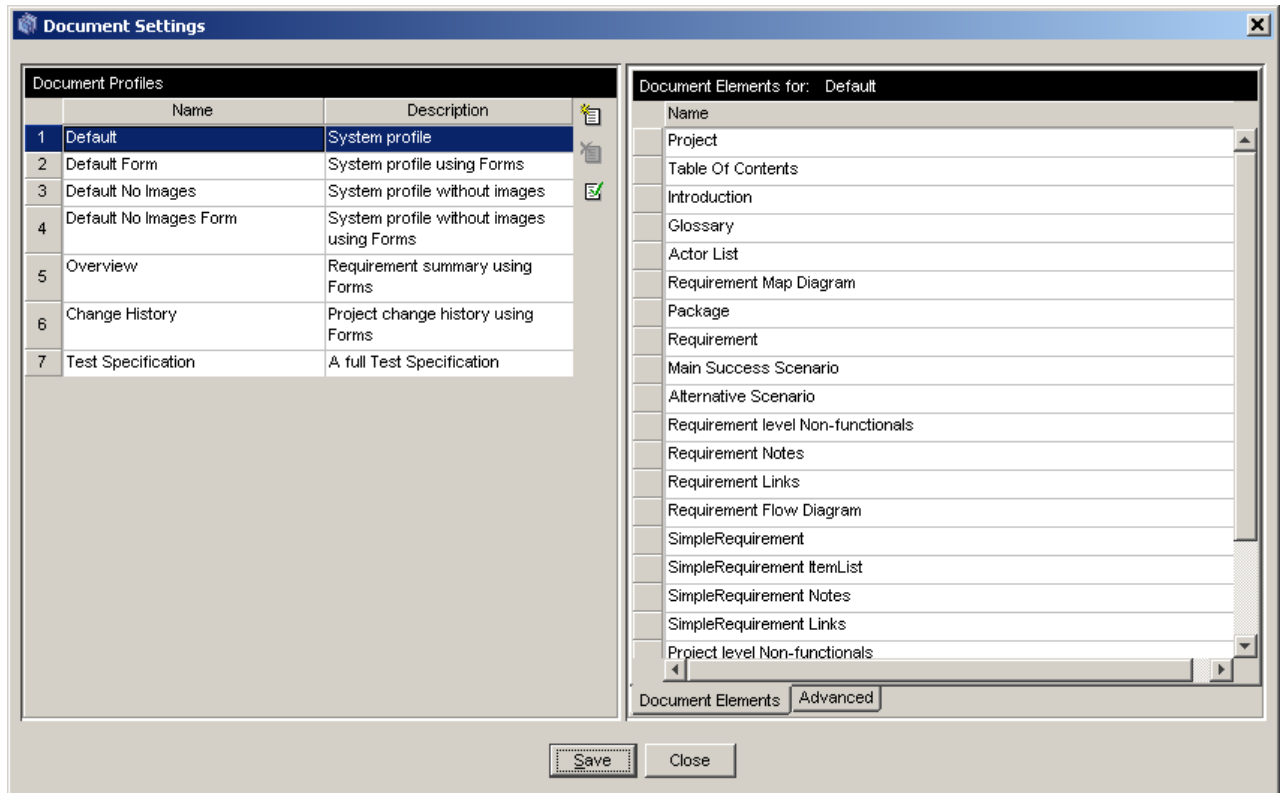 Document Settings
Document Profiles
Name Description
1 Default System profile
2 Default Form System profile using Forms
3 Default No Images System profile without images
4 Default No Images Form System profile without images
using Forms
5 Overview Requirement summary using
Forms
6 Change History Project change history using
Forms
7 Test Specification A full Test Specification
Document Elements for: Default
Name
Project
Table Of Contents
Introduction
Glossary
Actor List
Requirement Map Diagram
Package
Requirement
Main Success Scenario
Alternative Scenario
Requirement level Non-functionals
Requirement Notes
Requirement Links
Requirement Flow Diagram
SimpleRequirement
SimpleRequirement ItemList
SimpleRequirement Notes
SimpleRequirement Links
Project level Non-functionals
Document Elements Advanced
Save Close